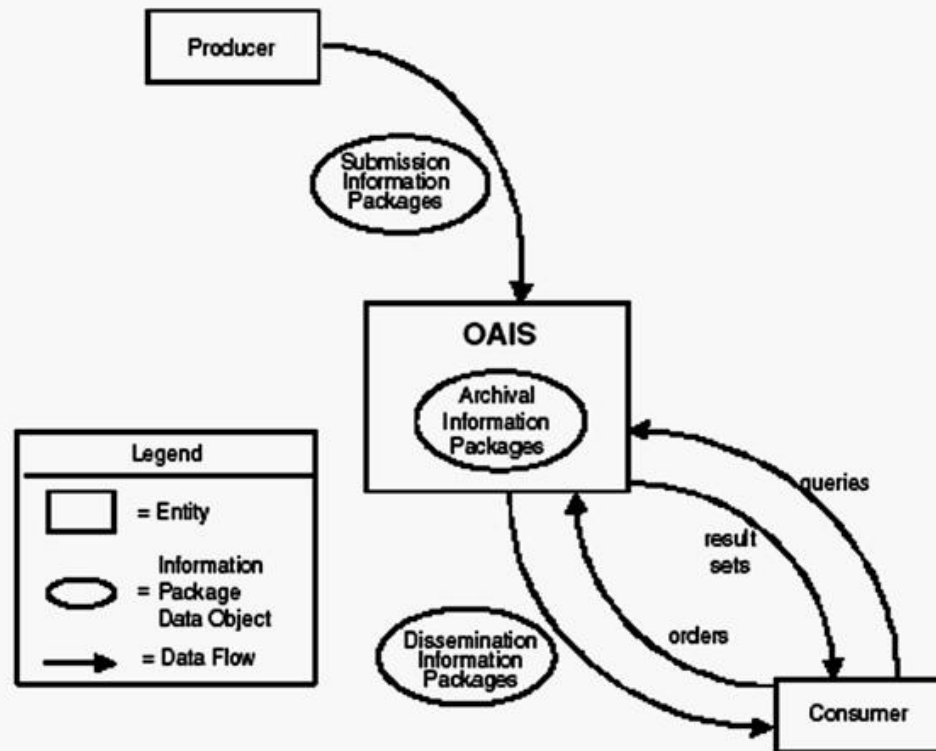 Producer
Submission
Information
Packages
OAIS
Archival
Information
Packages
queries
result
sets
orders
Dissemination
Information
Packages
Consumer
Legend
= Entity
Information
= Package
Data Object
= Data Flow